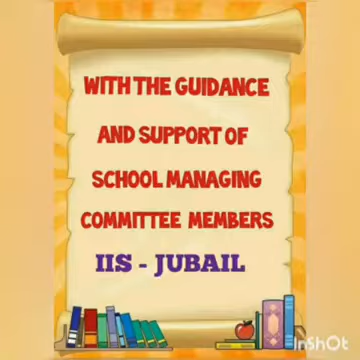 WITH THE GUIDANCE
AND SUPPORT OF
SCHOOL MANAGING
COMMITTEE MEMBERS
IIS - JUBAIL
InShOt